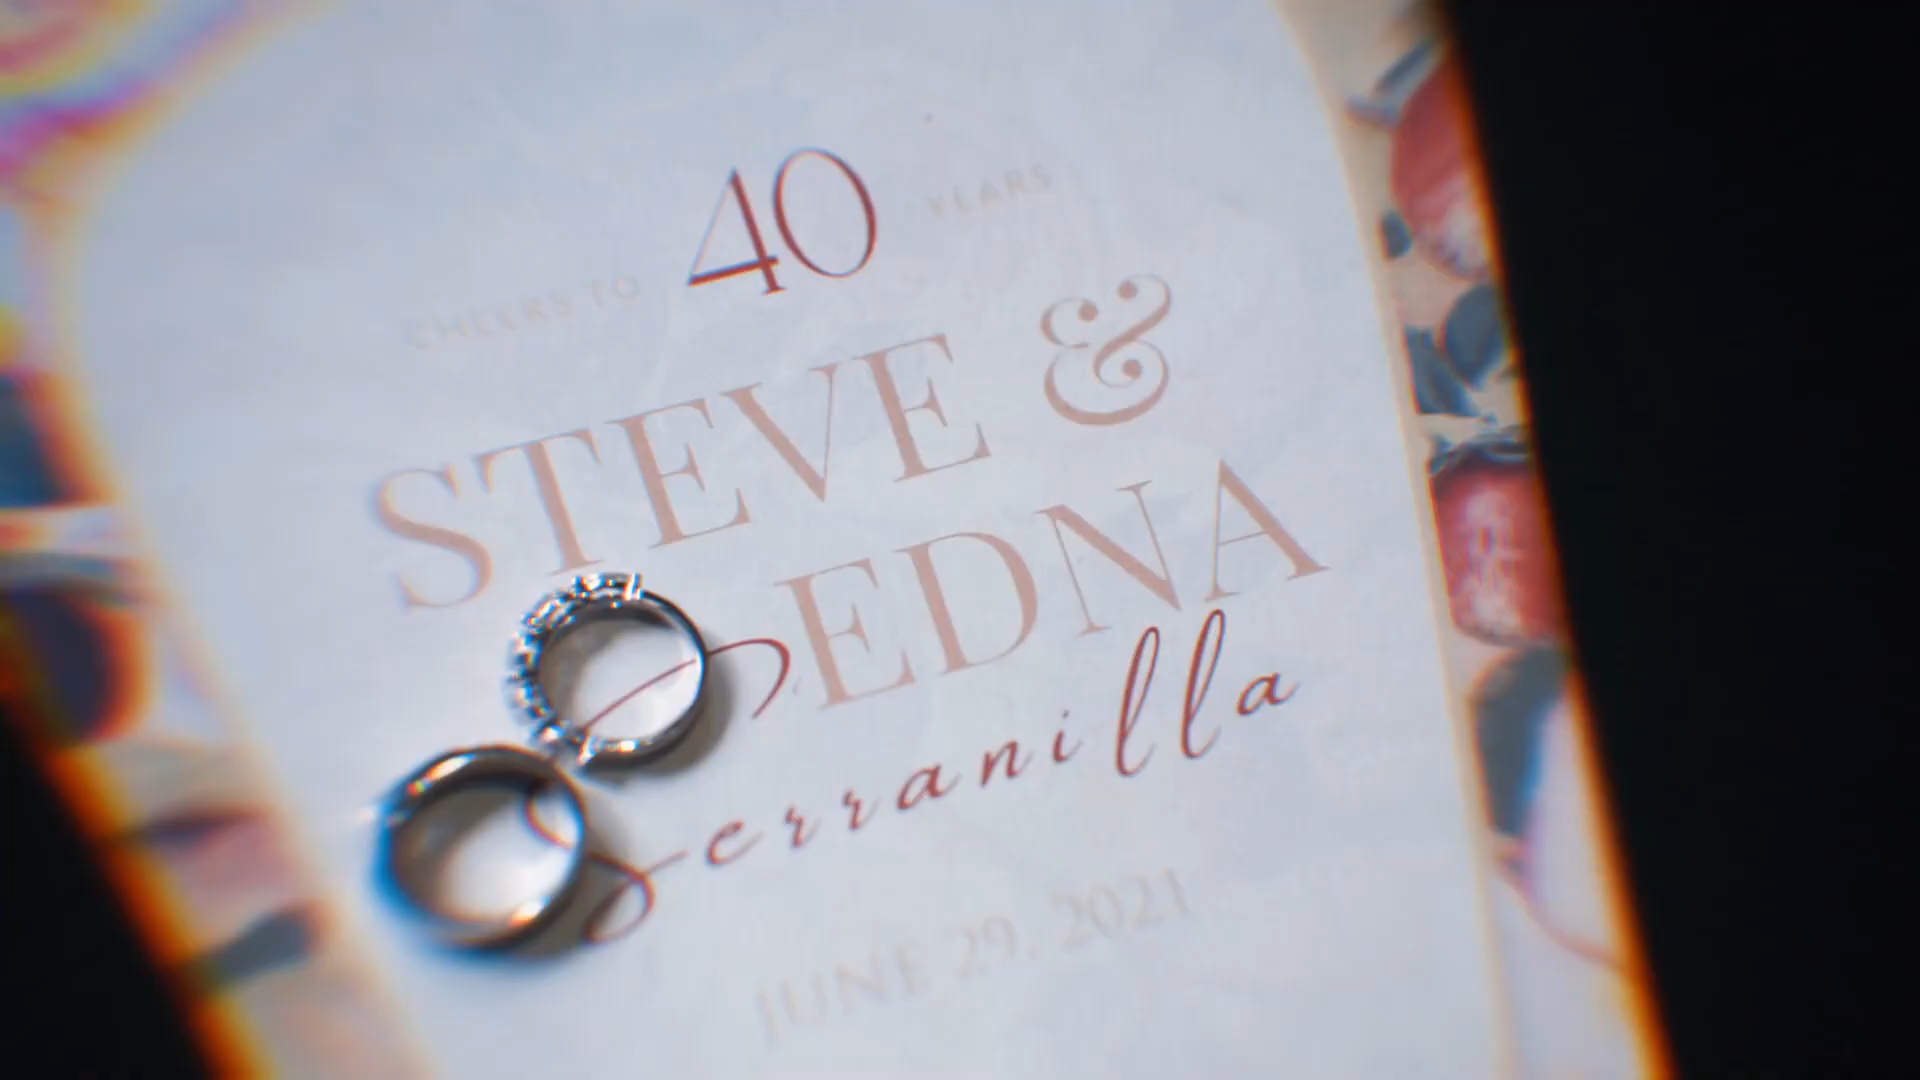 CHEERS TO 40 YEARS
STEVE &
EDNA
Serranilla
JUNE 29, 2021